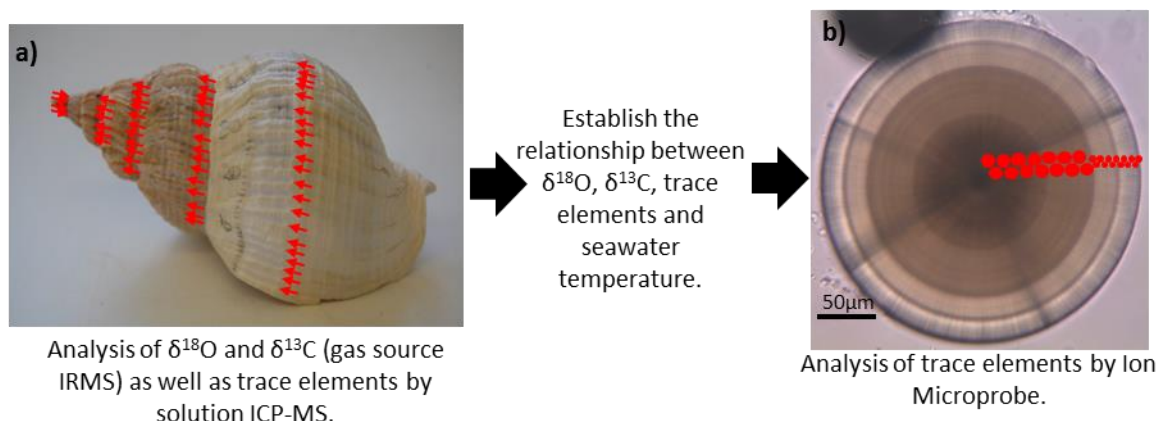 a)
Analysis of δ¹⁸O and δ¹³C (gas source
IRMS) as well as trace elements by
solution ICP-MS.
Establish the
relationship between
δ¹⁸O, δ¹³C, trace
elements and
seawater
temperature.
b)
50µm
Analysis of trace elements by Ion
Microprobe.